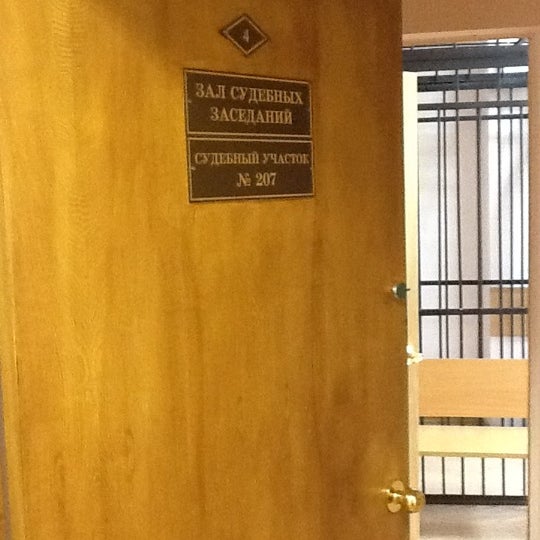 4
ЗАЛ СУДЕБНЫХ
ЗАСЕДАНИЙ
СУДЕБНЫЙ УЧАСТОК
№ 207